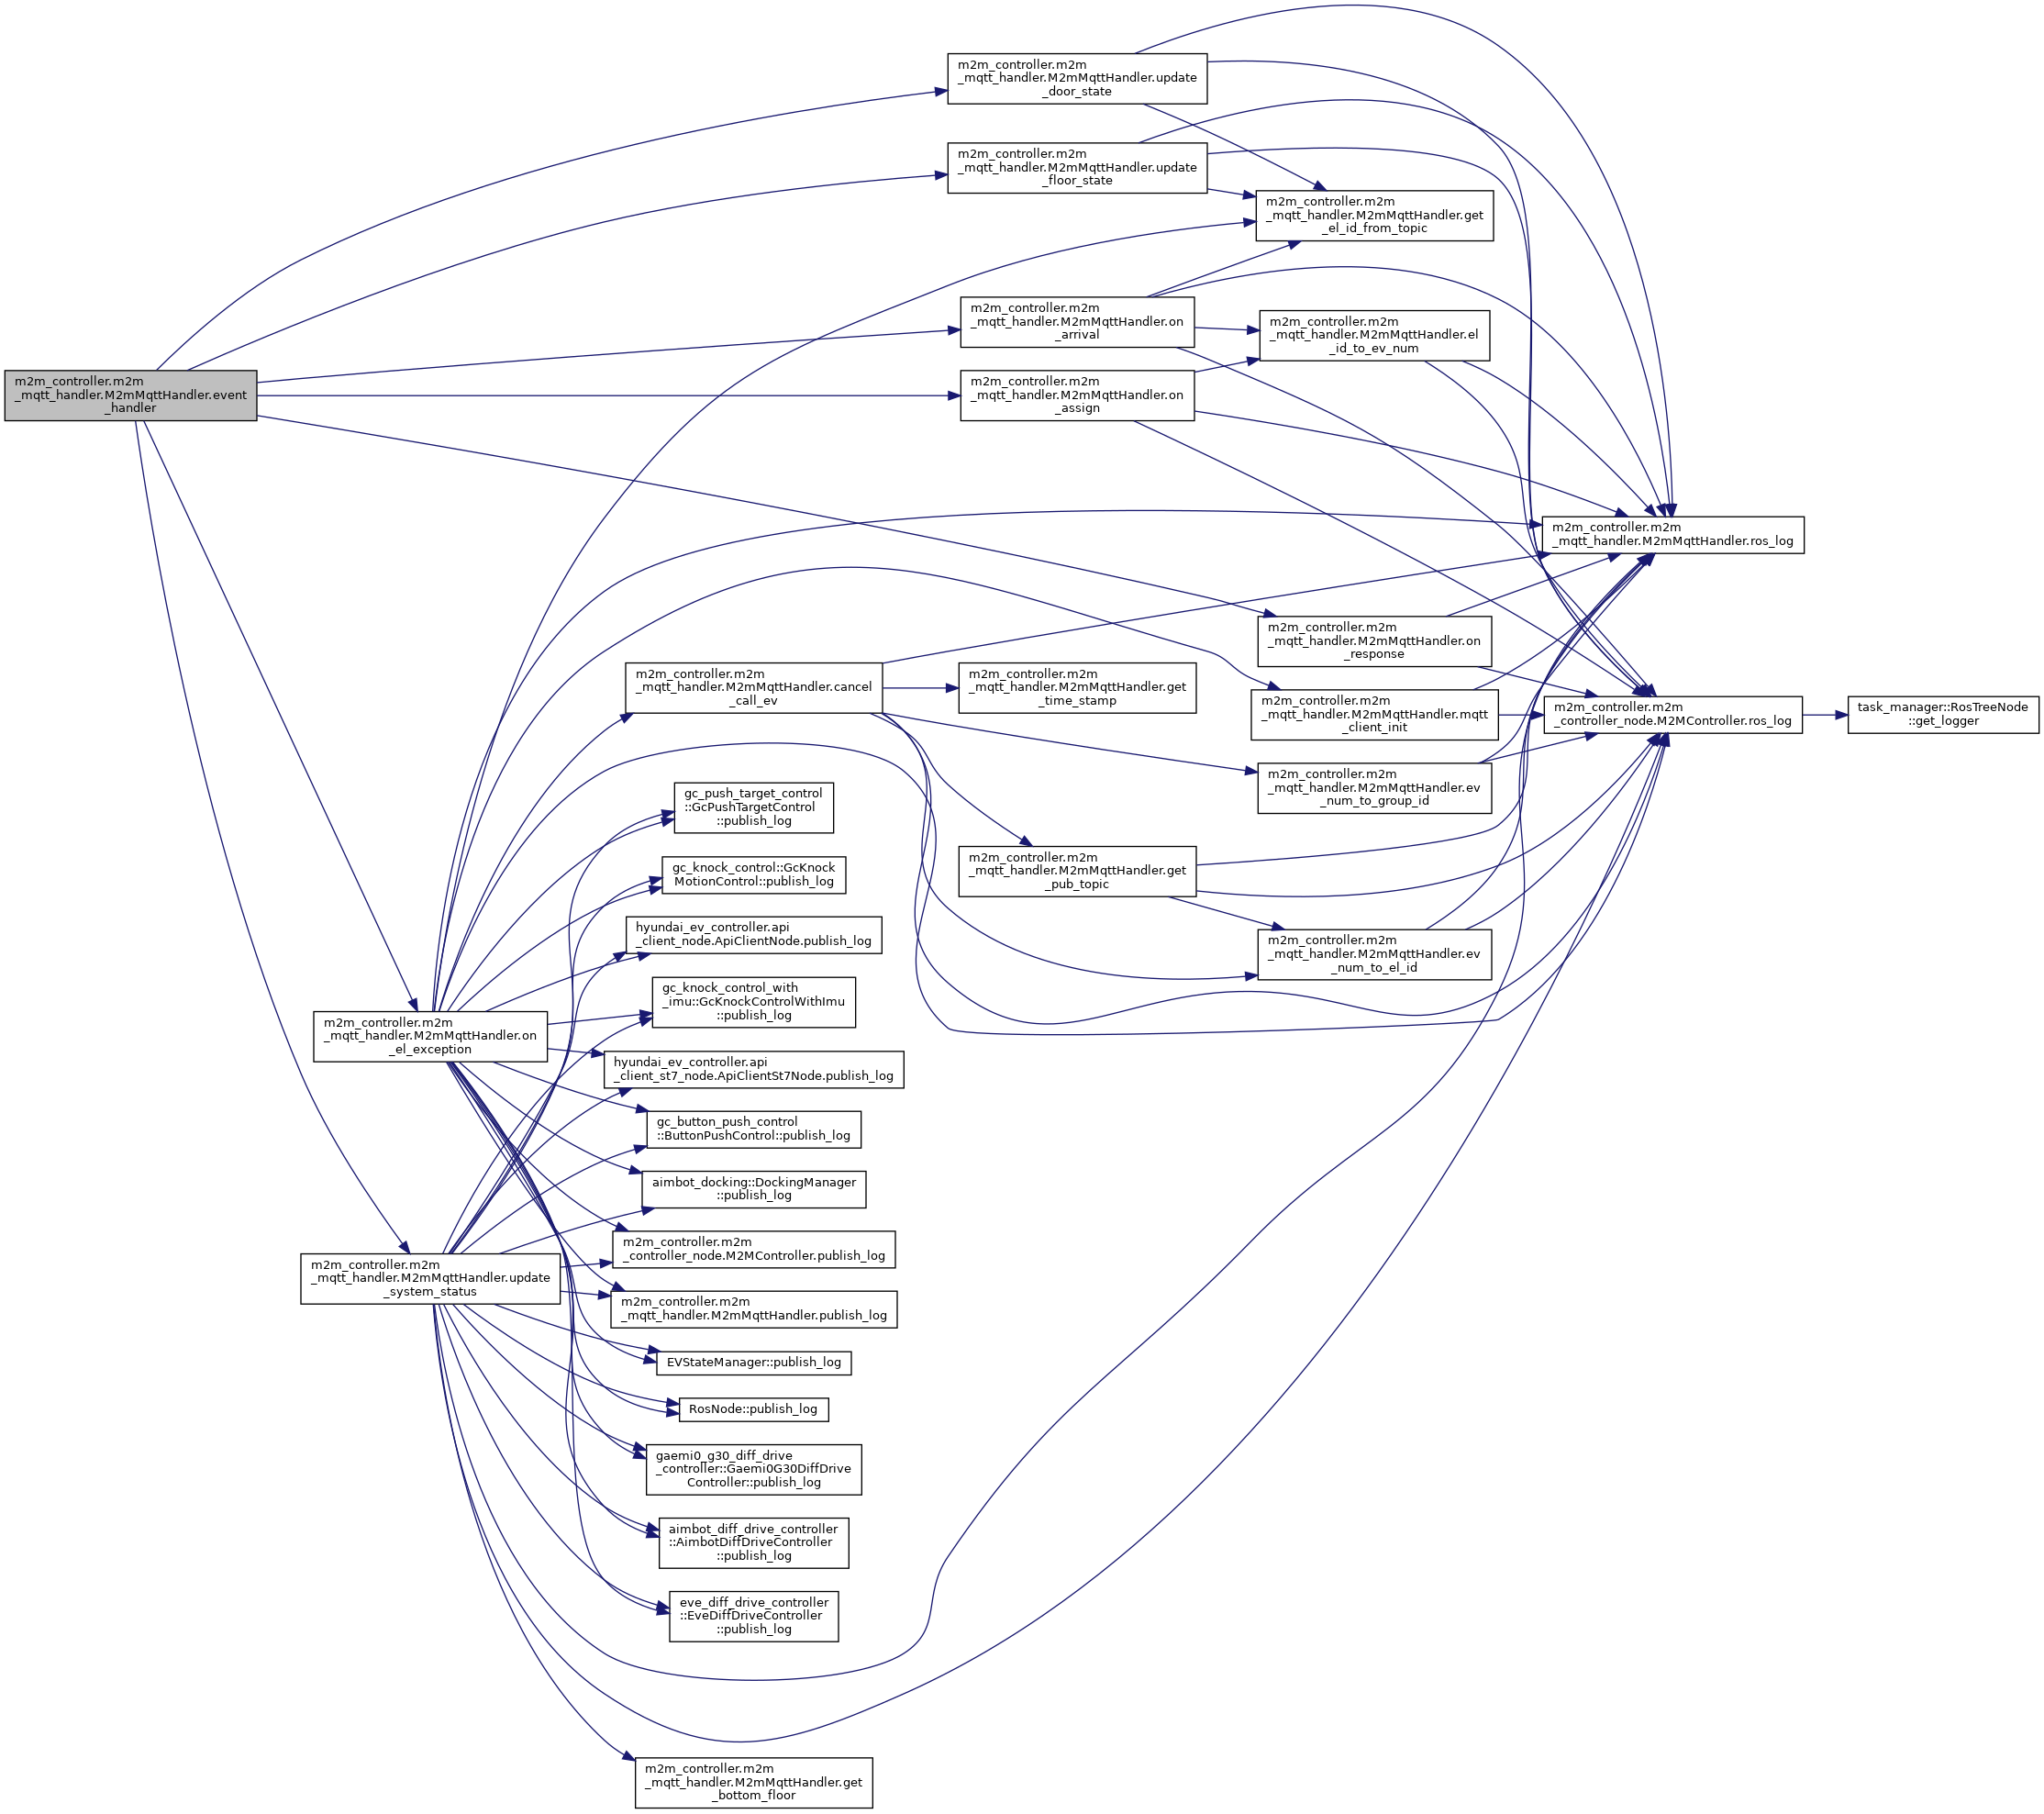 m2m_controller.m2m
_mqtt_handler.M2mMqttHandler.event
_handler
m2m_controller.m2m
_mqtt_handler.M2mMqttHandler.update
_door_state
m2m_controller.m2m
_mqtt_handler.M2mMqttHandler.update
_floor_state
m2m_controller.m2m
_mqtt_handler.M2mMqttHandler.get
_el_id_from_topic
m2m_controller.m2m
_mqtt_handler.M2mMqttHandler.on
_arrival
m2m_controller.m2m
_mqtt_handler.M2mMqttHandler.el
_id_to_ev_num
m2m_controller.m2m
_mqtt_handler.M2mMqttHandler.on
_assign
m2m_controller.m2m
_mqtt_handler.M2mMqttHandler.ros_log
m2m_controller.m2m
_mqtt_handler.M2mMqttHandler.on
_response
m2m_controller.m2m
_mqtt_handler.M2mMqttHandler.cancel
_call_ev
m2m_controller.m2m
_mqtt_handler.M2mMqttHandler.get
_time_stamp
m2m_controller.m2m
_mqtt_handler.M2mMqttHandler.mqtt
_client_init
m2m_controller.m2m
_controller_node.M2MController.ros_log
task_manager::RosTreeNode
::get_logger
m2m_controller.m2m
_mqtt_handler.M2mMqttHandler.ev
_num_to_group_id
gc_push_target_control
::GcPushTargetControl
::publish_log
m2m_controller.m2m
_mqtt_handler.M2mMqttHandler.get
_pub_topic
gc_knock_control::GcKnock
MotionControl::publish_log
hyundai_ev_controller.api
_client_node.ApiClientNode.publish_log
m2m_controller.m2m
_mqtt_handler.M2mMqttHandler.ev
_num_to_el_id
gc_knock_control_with
_imu::GcKnockControlWithImu
::publish_log
m2m_controller.m2m
_mqtt_handler.M2mMqttHandler.on
_el_exception
hyundai_ev_controller.api
_client_st7_node.ApiClientSt7Node.publish_log
gc_button_push_control
::ButtonPushControl::publish_log
aimbot_docking::DockingManager
::publish_log
m2m_controller.m2m
_controller_node.M2MController.publish_log
m2m_controller.m2m
_mqtt_handler.M2mMqttHandler.update
_system_status
m2m_controller.m2m
_mqtt_handler.M2mMqttHandler.publish_log
EVStateManager::publish_log
RosNode::publish_log
gaemi0_g30_diff_drive
_controller::Gaemi0G30DiffDrive
Controller::publish_log
aimbot_diff_drive_controller
::AimbotDiffDriveController
::publish_log
eve_diff_drive_controller
::EveDiffDriveController
::publish_log
m2m_controller.m2m
_mqtt_handler.M2mMqttHandler.get
_bottom_floor